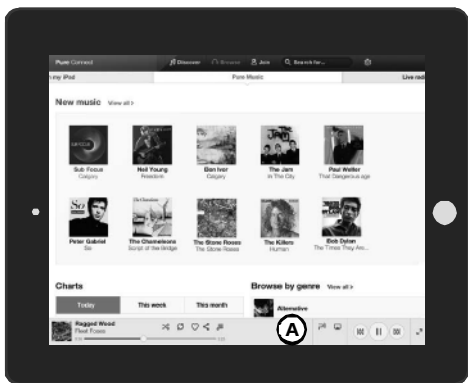 Pure Connect Discover Browse Join Search for...
n my iPod Pure Music Live radi
New music View all >
Sub Focus Neil Young Bon Iver The Jam Paul Weller
Calgary Freedom Calgary In The City That Dangerous age
Peter Gabriel The Chameleons The Stone Roses The Killers Bob Dylan
So Script of the Bridge The Stone Roses Human The Times They Are...
Charts Browse by genre View all >
Today This week This month Alternative
Ragged Wood
Fleet Foxes
A